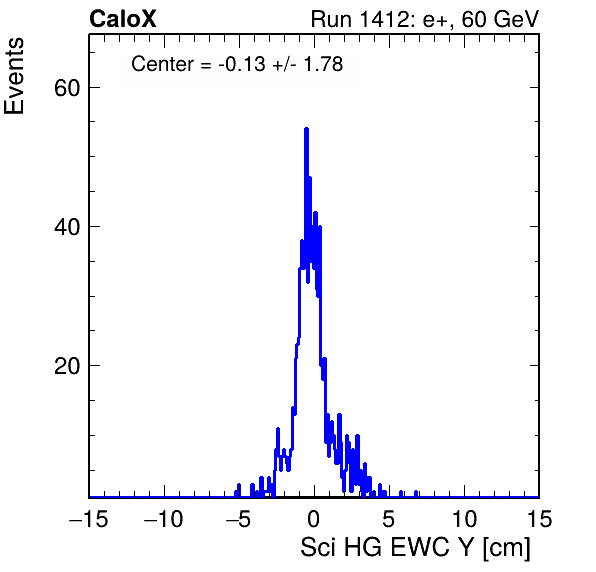 CaloX Run 1412: e+, 60 GeV
Center = -0.13 +/- 1.78
Events
60
40
20
−15 −10 −5 0 5 10 15
Sci HG EWC Y [cm]